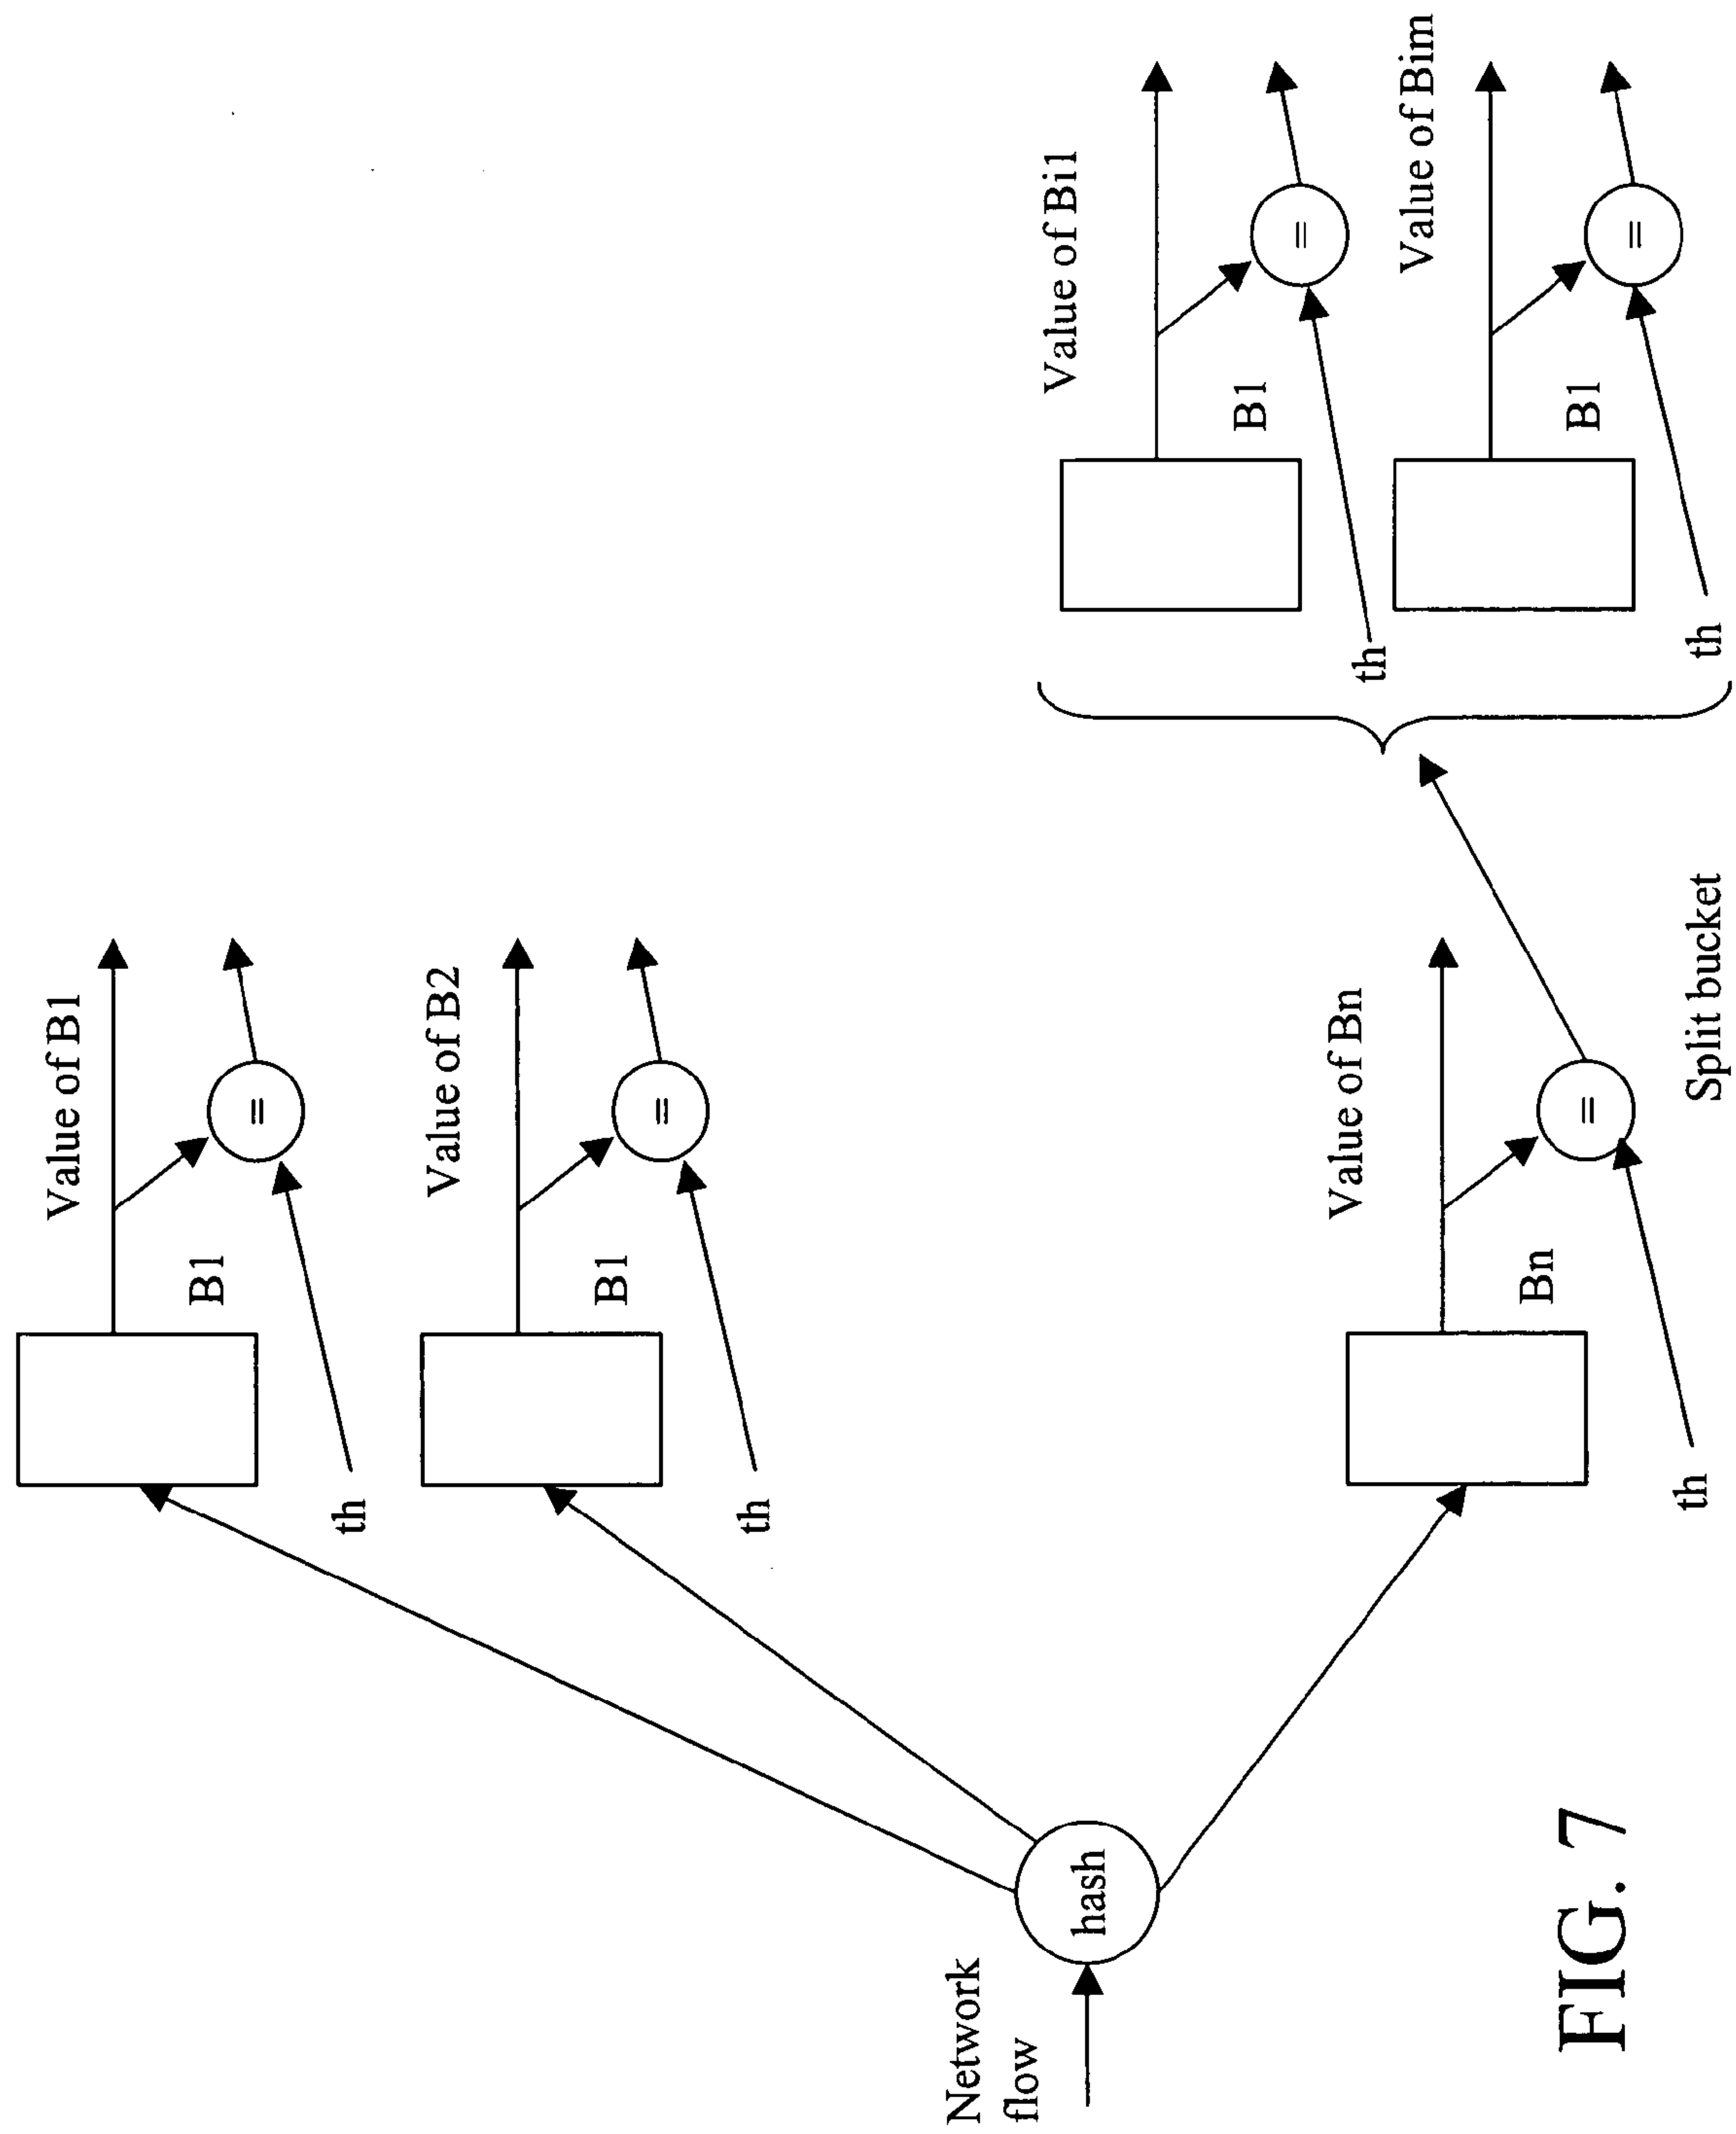 Value of B1
B1
th
Value of B2
B1
th
Network
flow
hash
Value of Bn
Bn
th
Split bucket
Value of Bi1
B1
th
Value of Bim
B1
th
=
=
=
=
=
FIG. 7